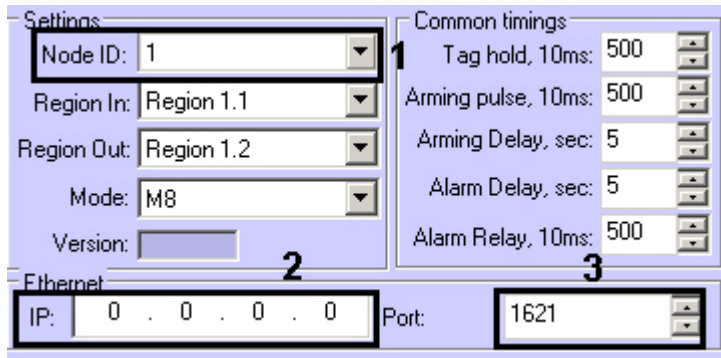 Settings
Node ID: 1
1
Region In: Region 1.1
Region Out: Region 1.2
Mode: M8
Version:
Common timings
Tag hold, 10ms: 500
Arming pulse, 10ms: 500
Arming Delay, sec: 5
Alarm Delay, sec: 5
Alarm Relay, 10ms: 500
2
3
Ethernet
IP: 0 . 0 . 0 . 0
Port: 1621